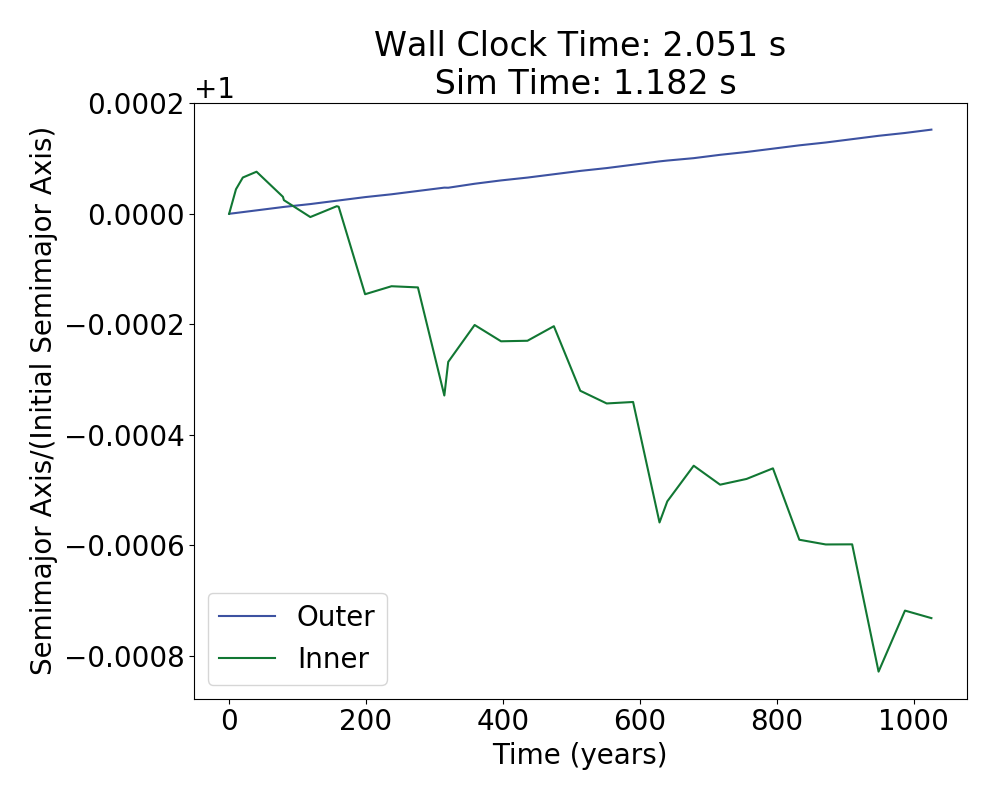 Wall Clock Time: 2.051 s
Sim Time: 1.182 s
+1
0.0002
0.0000
−0.0002
−0.0004
−0.0006
−0.0008
Semimajor Axis/(Initial Semimajor Axis)
Outer
Inner
0 200 400 600 800 1000
Time (years)